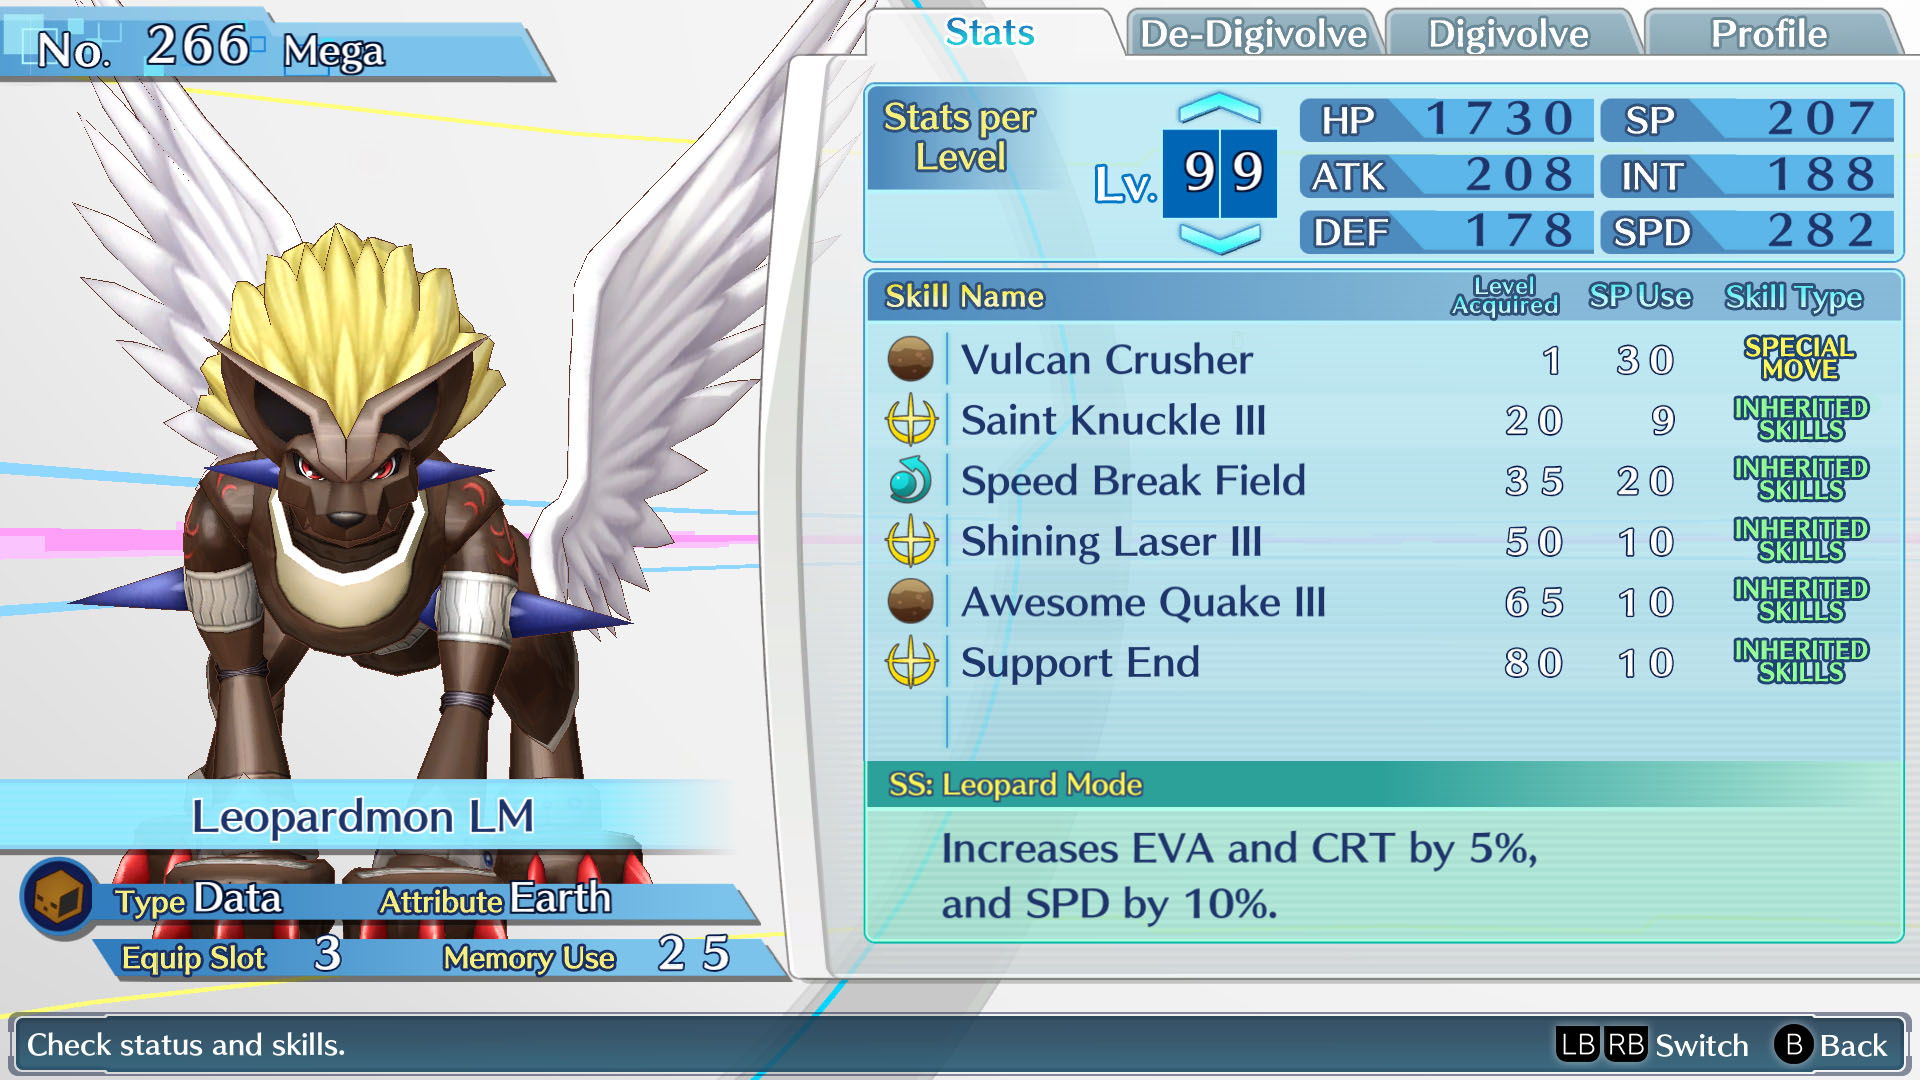 No. 266 Mega
Stats
De-Digivolve
Digivolve
Profile
Stats per
Level
Lv. 99
HP 1730
SP 207
ATK 208
INT 188
DEF 178
SPD 282
Skill Name
Level
Acquired
SP Use
Skill Type
Vulcan Crusher 1 30 SPECIAL
MOVE
Saint Knuckle III 20 9 INHERITED
SKILLS
Speed Break Field 35 20 INHERITED
SKILLS
Shining Laser III 50 10 INHERITED
SKILLS
Awesome Quake III 65 10 INHERITED
SKILLS
Support End 80 10 INHERITED
SKILLS
SS: Leopard Mode
Increases EVA and CRT by 5%,
and SPD by 10%.
Leopardmon LM
Type Data Attribute Earth
Equip Slot 3 Memory Use 25
Check status and skills.
LB RB Switch B Back